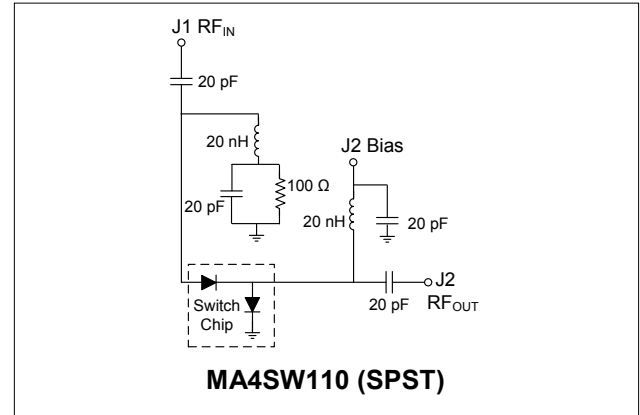 J1 RFIN
20 pF
20 nH
J2 Bias
100 Ω
20 pF
20 nH
20 pF
Switch
Chip
20 pF
J2
RFOUT
MA4SW110 (SPST)